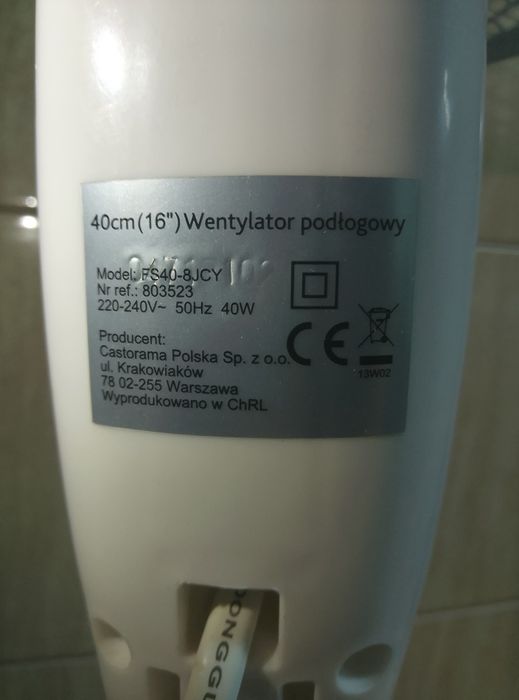 40cm (16") Wentylator podłogowy
Model: FS40-8JCY
Nr ref.: 803523
220-240V~ 50Hz 40W
Producent:
Castorama Polska Sp. z o.o.
ul. Krakowiaków
78 02-255 Warszawa
Wyprodukowano w ChRL
CE
13W02